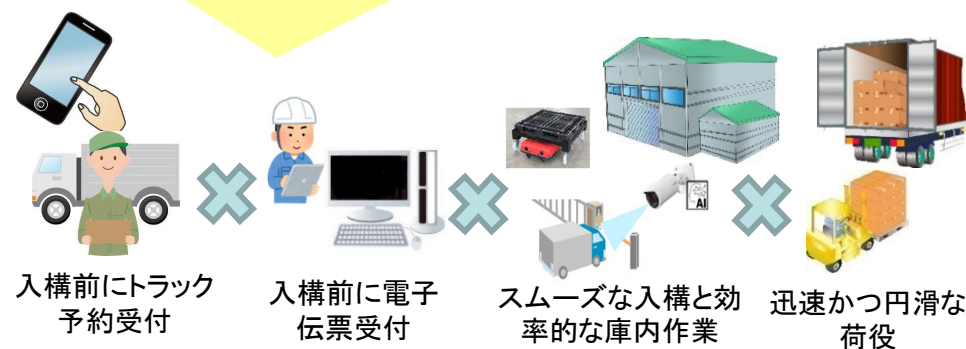 AI
入構前にトラック
予約受付
入構前に電子
伝票受付
スムーズな入構と効
率的な庫内作業
迅速かつ円滑な
荷役